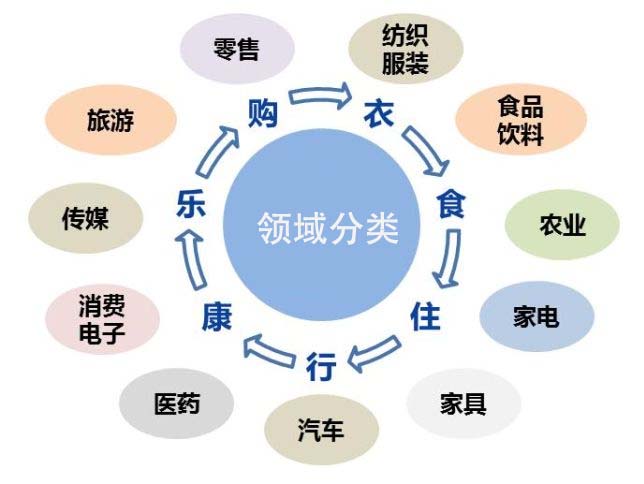 零售
纺织
服装
旅游
购
衣
食品
饮料
传媒
乐
领域分类
食
农业
消费
电子
康
住
家电
行
医药
汽车
家具